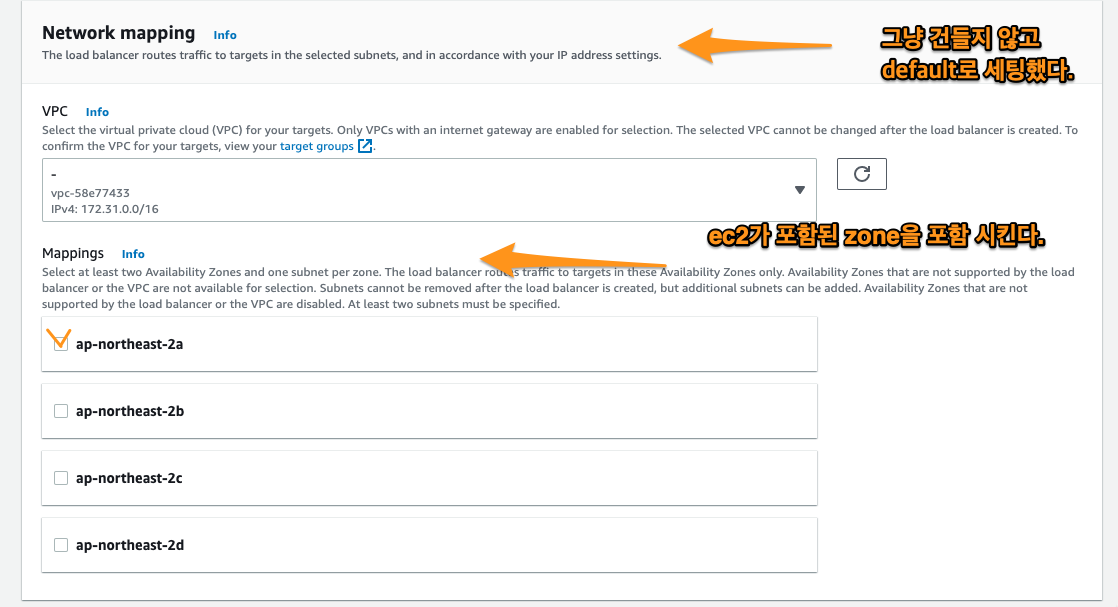 Network mapping Info
The load balancer routes traffic to targets in the selected subnets, and in accordance with your IP address settings.
그냥 건들지 않고
default로 세팅했다.
VPC Info
Select the virtual private cloud (VPC) for your targets. Only VPCs with an internet gateway are enabled for selection. The selected VPC cannot be changed after the load balancer is created. To
confirm the VPC for your targets, view your target groups.
-
vpc-58e77433
IPv4: 172.31.0.0/16
ec2가 포함된 zone을 포함 시킨다.
Mappings Info
Select at least two Availability Zones and one subnet per zone. The load balancer routes traffic to targets in these Availability Zones only. Availability Zones that are not supported by the load
balancer or the VPC are not available for selection. Subnets cannot be removed after the load balancer is created, but additional subnets can be added. Availability Zones that are not
supported by the load balancer or the VPC are disabled. At least two subnets must be specified.
ap-northeast-2a
ap-northeast-2b
ap-northeast-2c
ap-northeast-2d